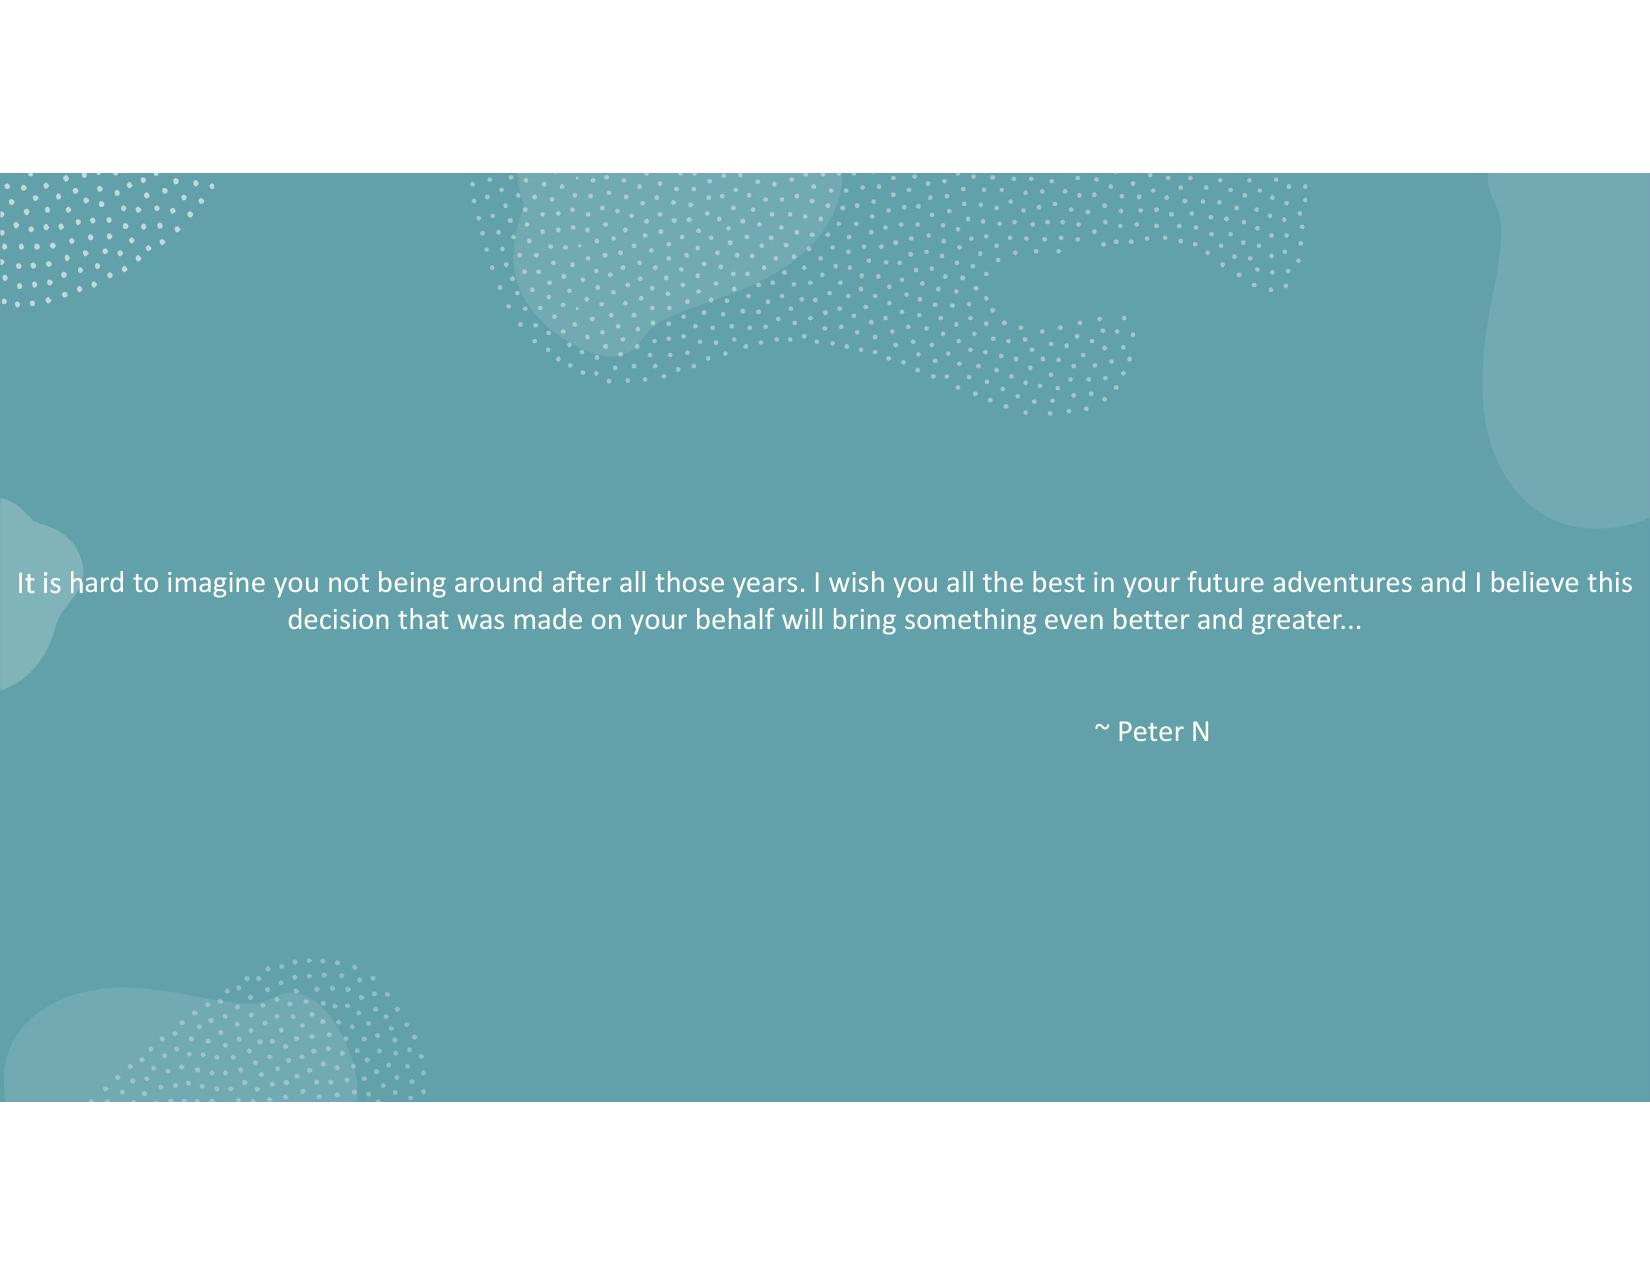 It is hard to imagine you not being around after all those years. I wish you all the best in your future adventures and I believe this
decision that was made on your behalf will bring something even better and greater...
~ Peter N